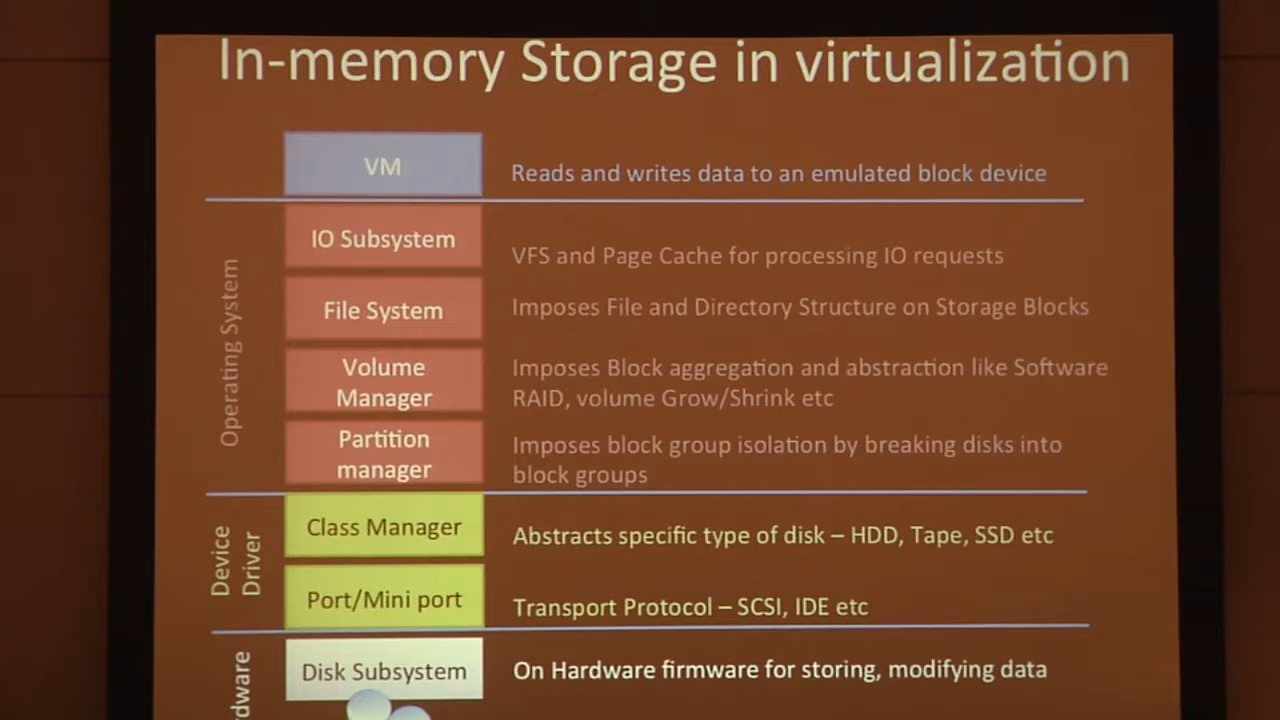 In-memory Storage in virtualization
VM
Reads and writes data to an emulated block device
Operating System
IO Subsystem
VFS and Page Cache for processing IO requests
File System
Imposes File and Directory Structure on Storage Blocks
Volume
Manager
Imposes Block aggregation and abstraction like Software
RAID, volume Grow/Shrink etc
Partition
manager
Imposes block group isolation by breaking disks into
block groups
Device
Driver
Class Manager
Abstracts specific type of disk – HDD, Tape, SSD etc
Port/Mini port
Transport Protocol – SCSI, IDE etc
dware
Disk Subsystem
On Hardware firmware for storing, modifying data